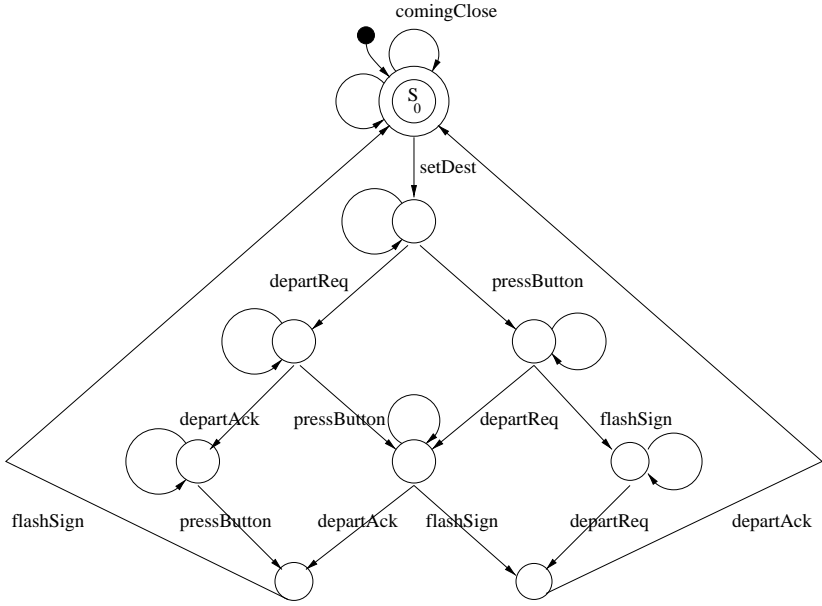 comingClose
S
0
setDest
departReq
pressButton
departAck
pressButton
departReq
flashSign
flashSign
pressButton
departAck
flashSign
departReq
departAck